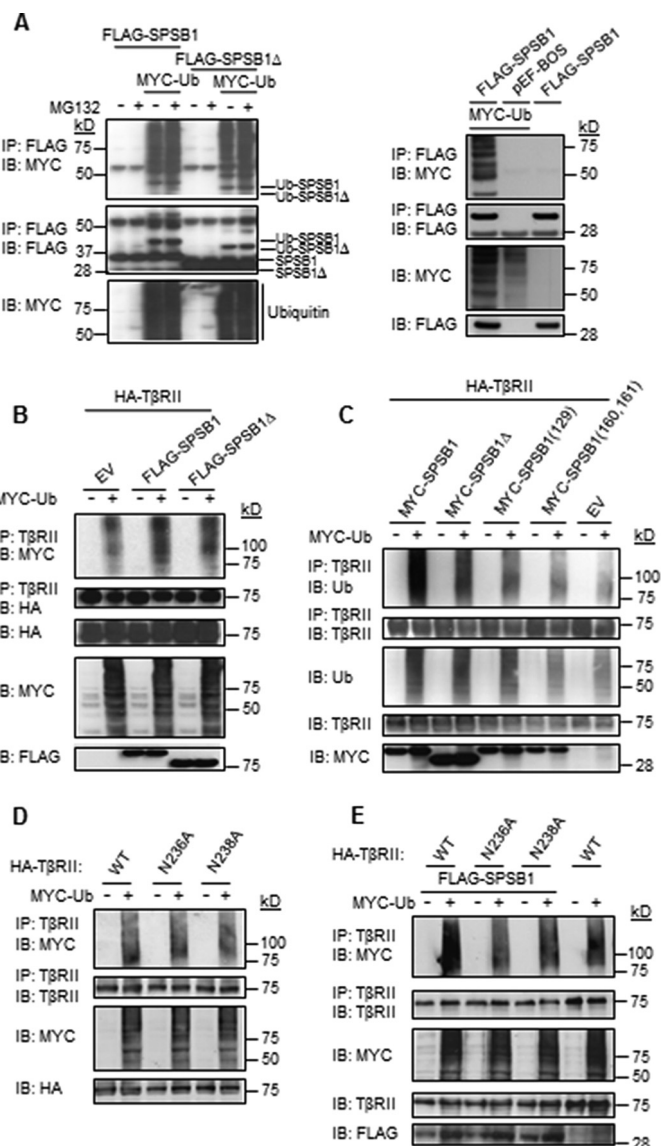 A
FLAG-SPSB1
FLAG-SPSB1Δ
MYC-Ub
MYC-Ub
MG132 - + - + - + - +
kD
IP: FLAG
IB: MYC
75
50
Ub-SPSB1
Ub-SPSB1Δ
IP: FLAG
IB: FLAG
50
37
28
Ub-SPSB1
Ub-SPSB1Δ
SPSB1
SPSB1Δ
IB: MYC
75
50
Ubiquitin
FLAG-SPSB1
pEF-BOS
FLAG-SPSB1
MYC-Ub
kD
IP: FLAG
IB: MYC
75
50
IP: FLAG
IB: FLAG
28
IB: MYC
75
50
IB: FLAG
28
B
HA-TβRII
EV
FLAG-SPSB1
FLAG-SPSB1Δ
MYC-Ub - + - + - +
kD
P: TβRII
B: MYC
100
75
P: TβRII
B: HA
75
B: HA
75
B: MYC
75
50
B: FLAG
75
C
HA-TβRII
MYC-SPSB1
MYC-SPSB1Δ
MYC-SPSB1(129)
MYC-SPSB1(160,161)
EV
MYC-Ub - + - + - + - + - +
kD
IP: TβRII
IB: Ub
100
75
IP: TβRII
IB: TβRII
75
IB: Ub
75
50
IB: TβRII
75
IB: MYC
28
D
HA-TβRII: WT N236A N238A
MYC-Ub - + - + - +
kD
IP: TβRII
IB: MYC
100
75
IP: TβRII
IB: TβRII
75
IB: MYC
75
50
IB: HA
75
E
HA-TβRII: WT N236A N238A WT
FLAG-SPSB1
MYC-Ub - + - + - + - +
kD
IP: TβRII
IB: MYC
100
75
IP: TβRII
IB: TβRII
75
IB: MYC
75
50
IB: TβRII
75
IB: FLAG
28